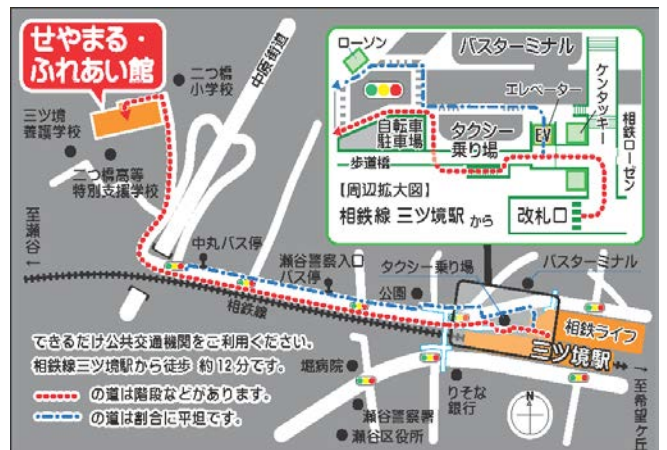 せやまる・
ふれあい館
二つ橋
小学校
中原街道
三ツ境
養護学校
二つ橋高等
特別支援学校
至瀬谷
ローソン
バスターミナル
エレベーター
ケンタッキー
相鉄ローゼン
自転車
駐車場
タクシー
乗り場
EV
歩道橋
【周辺拡大図】
相鉄線 三ツ境駅 から
改札口
中丸バス停
瀬谷警察入口
バス停
タクシー乗り場
バスターミナル
公園
相鉄線
相鉄ライフ
三ツ境駅
できるだけ公共交通機関をご利用ください。
相鉄線三ツ境駅から徒歩 約12分です。
の道は階段などがあります。
の道は割合に平坦です。
堀病院
りそな
銀行
瀬谷警察署
瀬谷区役所
N
至希望ケ丘